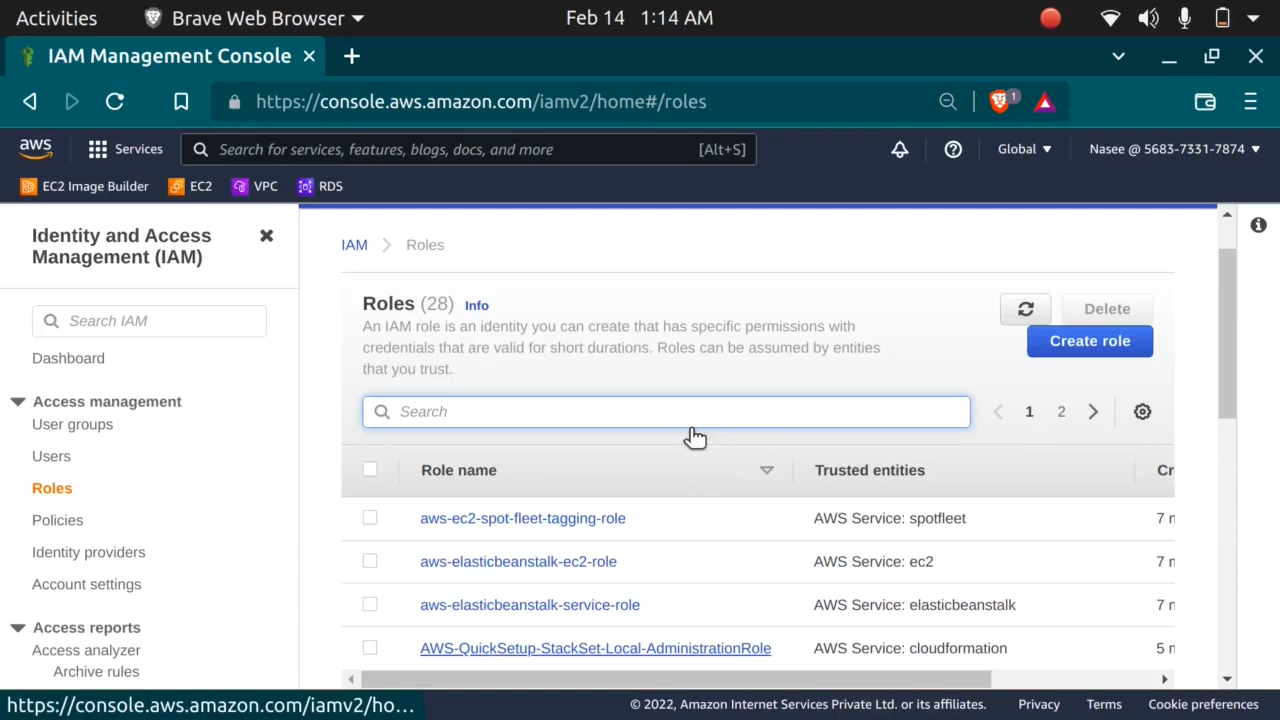 Activities Brave Web Browser Feb 14 1:14 AM
IAM Management Console
https://console.aws.amazon.com/iamv2/home#/roles 1
aws Services Search for services, features, blogs, docs, and more [Alt+S] Global Nasee @ 5683-7331-7874
EC2 Image Builder EC2 VPC RDS
Identity and Access
Management (IAM)
Search IAM
Dashboard
Access management
User groups
Users
Roles
Policies
Identity providers
Account settings
Access reports
Access analyzer
Archive rules
IAM Roles
Roles (28) Info
An IAM role is an identity you can create that has specific permissions with
credentials that are valid for short durations. Roles can be assumed by entities
that you trust.
Delete
Create role
Search 1 2
Role name Trusted entities Cr
aws-ec2-spot-fleet-tagging-role AWS Service: spotfleet 7
aws-elasticbeanstalk-ec2-role AWS Service: ec2 7
aws-elasticbeanstalk-service-role AWS Service: elasticbeanstalk 7
AWS-QuickSetup-StackSet-Local-AdministrationRole AWS Service: cloudformation 5
https://console.aws.amazon.com/iamv2/ho... © 2022, Amazon Internet Services Private Ltd. or its affiliates. Privacy Terms Cookie preferences